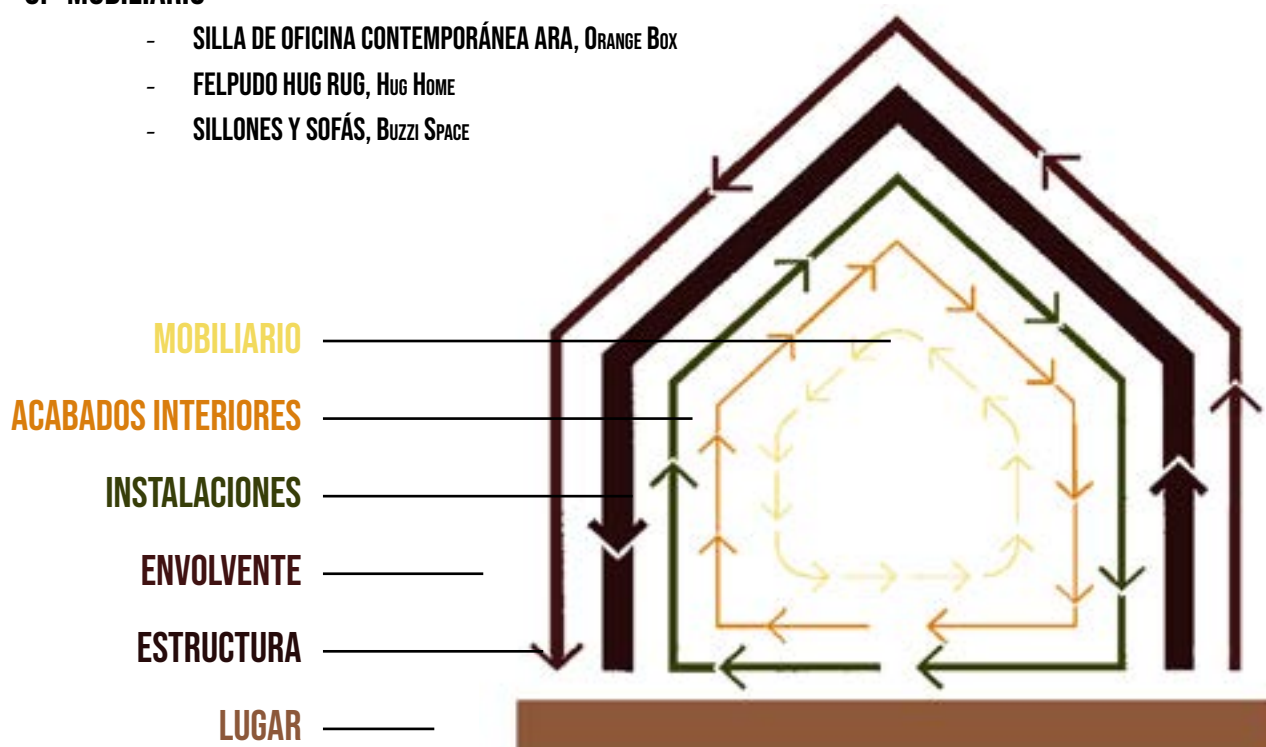 - SILLA DE OFICINA CONTEMPORÁNEA ARA, ORANGE BOX
- FELPUDO HUG RUG, HUG HOME
- SILLONES Y SOFÁS, BUZZI SPACE
MOBILIARIO
ACABADOS INTERIORES
INSTALACIONES
ENVOLVENTE
ESTRUCTURA
LUGAR